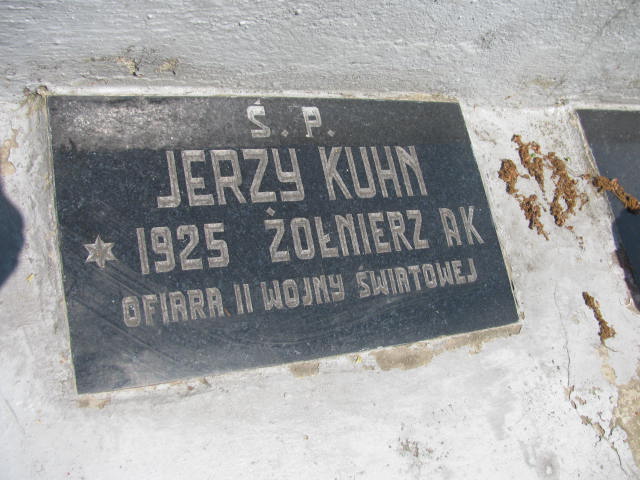 Ś. P.
JERZY KUHN
* 1925 ŻOŁNIERZ AK
OFIARA II WOJNY ŚWIATOWEJ